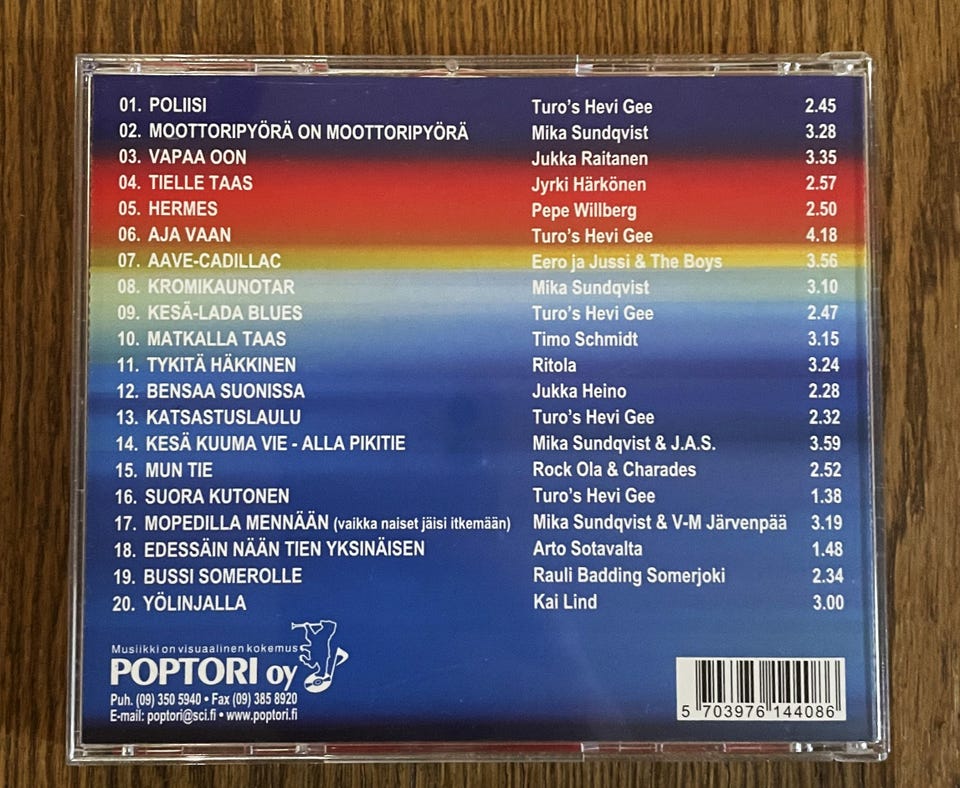 01. POLIISI Turo's Hevi Gee 2.45
02. MOOTTORIPYÖRÄ ON MOOTTORIPYÖRÄ Mika Sundqvist 3.28
03. VAPAA OON Jukka Raitanen 3.35
04. TIELLE TAAS Jyrki Härkönen 2.57
05. HERMES Pepe Willberg 2.50
06. AJA VAAN Turo's Hevi Gee 4.18
07. AAVE-CADILLAC Eero ja Jussi & The Boys 3.56
08. KROMIKAUNOTAR Mika Sundqvist 3.10
09. KESÄ-LADA BLUES Turo's Hevi Gee 2.47
10. MATKALLA TAAS Timo Schmidt 3.15
11. TYKITÄ HÄKKINEN Ritola 3.24
12. BENSAA SUONISSA Jukka Heino 2.28
13. KATSASTUSLAULU Turo's Hevi Gee 2.32
14. KESÄ KUUMA VIE - ALLA PIKITIE Mika Sundqvist & J.A.S. 3.59
15. MUN TIE Rock Ola & Charades 2.52
16. SUORA KUTONEN Turo's Hevi Gee 1.38
17. MOPEDILLA MENNÄÄN (vaikka naiset jäisi itkemään) Mika Sundqvist & V-M Järvenpää 3.19
18. EDESSÄIN NÄÄN TIEN YKSINÄISEN Arto Sotavalta 1.48
19. BUSSI SOMEROLLE Rauli Badding Somerjoki 2.34
20. YÖLINJALLA Kai Lind 3.00
Musiikki on visuaalinen kokemus
POPTORI oy
Puh. (09) 350 5940 • Fax (09) 385 8920
E-mail: poptori@sci.fi • www.poptori.fi
5 703976 144086